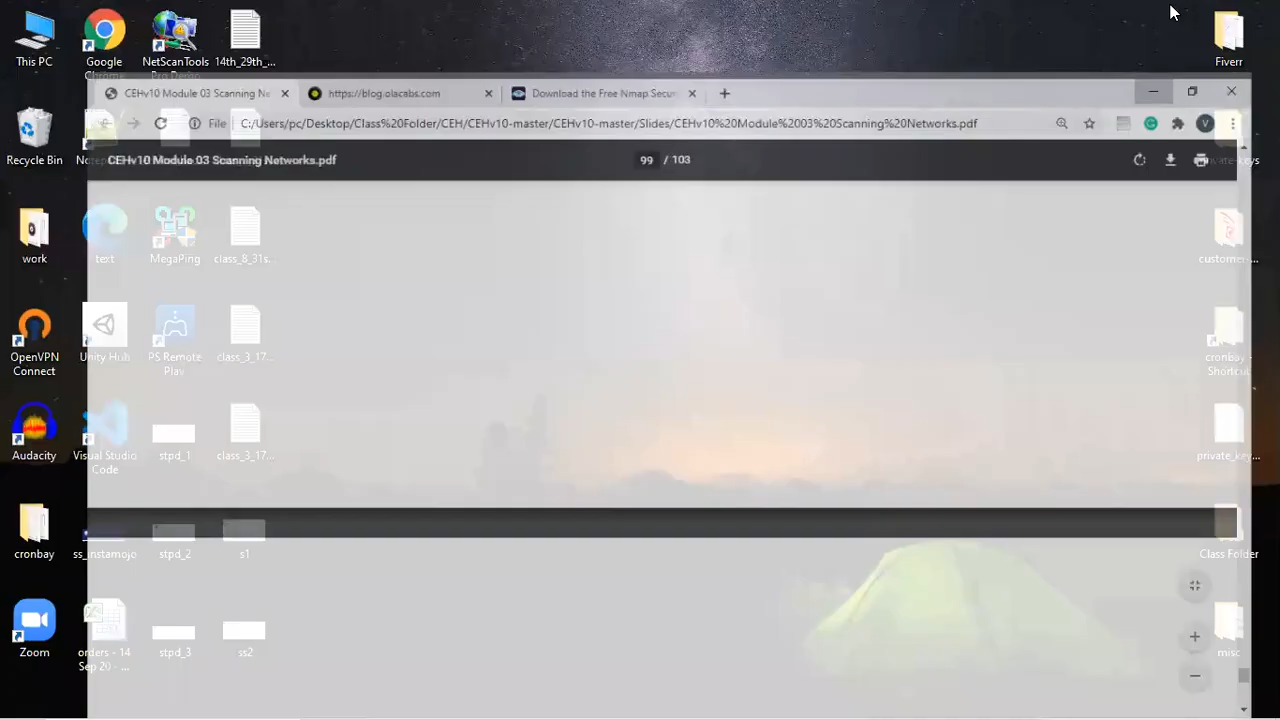 This PC
Google
Chrome
NetScanTools
Pro Demo
14th_29th_...
Fiverr
CEHv10 Module 03 Scanning Ne
https://blog.olacabs.com
Download the Free Nmap Secur
File
C:/Users/pc/Desktop/Class%20Folder/CEH/CEHv10-master/CEHv10-master/Slides/CEHv10%20Module%2003%20Scanning%20Networks.pdf
V
Recycle Bin
CEHv10 Module 03 Scanning Networks.pdf
99 / 103
work
text
MegaPing
class_8_31s...
customer-...
OpenVPN
Connect
Unity Hub
PS Remote
Play
class_3_17...
cronbay -
Shortcut
Audacity
Visual Studio
Code
stpd_1
class_3_17...
private_key...
cronbay
ss_instamojo
stpd_2
s1
Class Folder
Zoom
orders - 14
Sep 20 - ...
stpd_3
ss2
misc